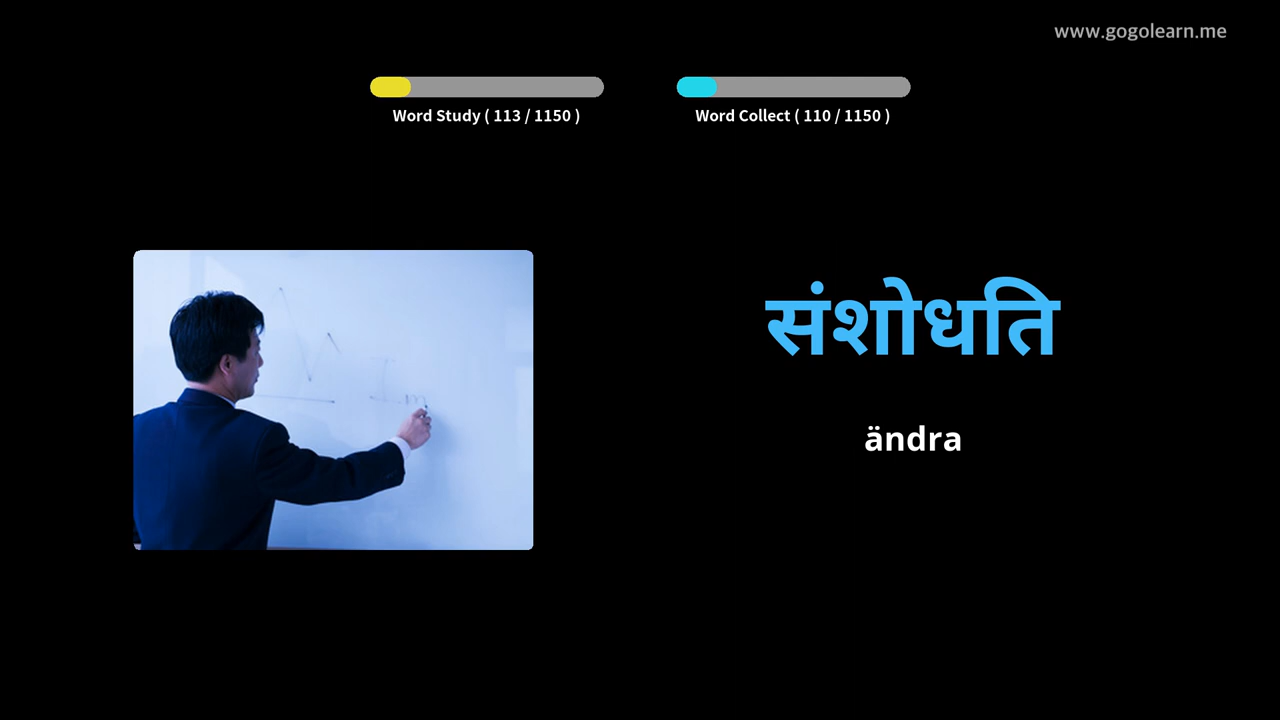 www.gogolearn.me
Word Study ( 113 / 1150 )
Word Collect ( 110 / 1150 )
संशोधति
ändra